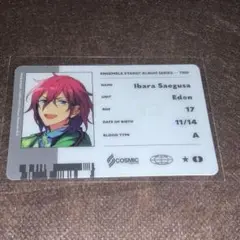 ENSEMBLE STARS!! ALBUM SERIES
NAME Ibara Saegusa
UNIT Eden
AGE 17
DATE OF BIRTH 11/14
BLOOD TYPE A
COSMIC